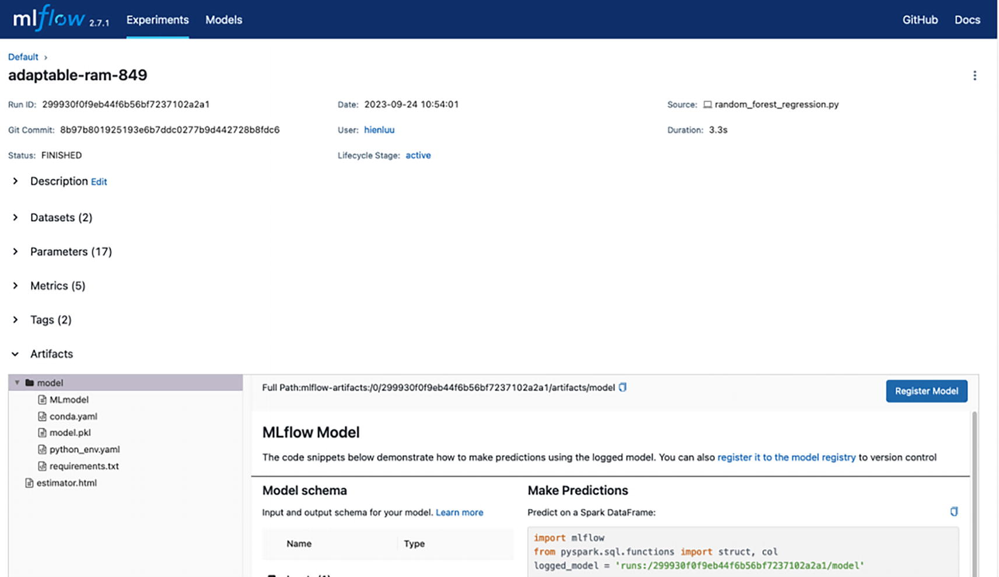 mlflow 2.7.1 Experiments Models GitHub Docs
Default ›
adaptable-ram-849
Run ID: 299930f0f9eb44f6b56bf7237102a2a1 Date: 2023-09-24 10:54:01 Source: random_forest_regression.py
Git Commit: 8b97b801925193e6b7ddc0277b9d442728b8fdc6 User: hienluu Duration: 3.3s
Status: FINISHED Lifecycle Stage: active
Description Edit
Datasets (2)
Parameters (17)
Metrics (5)
Tags (2)
Artifacts
model
MLmodel
conda.yaml
model.pkl
python_env.yaml
requirements.txt
estimator.html
Full Path:mlflow-artifacts:/0/299930f0f9eb44f6b56bf7237102a2a1/artifacts/model
Register Model
MLflow Model
The code snippets below demonstrate how to make predictions using the logged model. You can also register it to the model registry to version control
Model schema
Input and output schema for your model. Learn more
Name Type
Make Predictions
Predict on a Spark DataFrame:
import mlflow
from pyspark.sql.functions import struct, col
logged_model = 'runs:/299930f0f9eb44f6b56bf7237102a2a1/model'